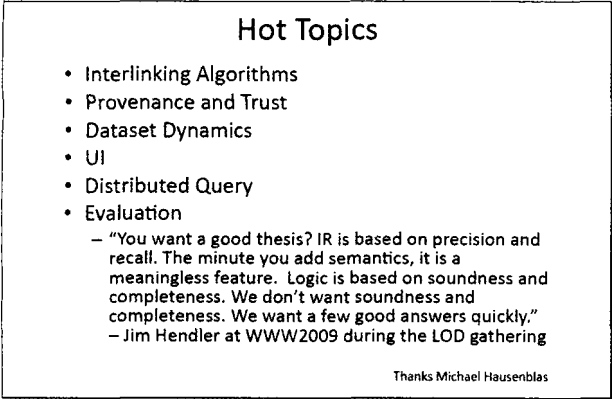 Hot Topics
• Interlinking Algorithms
• Provenance and Trust
• Dataset Dynamics
• UI
• Distributed Query
• Evaluation
– “You want a good thesis? IR is based on precision and
recall. The minute you add semantics, it is a
meaningless feature. Logic is based on soundness and
completeness. We don't want soundness and
completeness. We want a few good answers quickly.”
– Jim Hendler at WWW2009 during the LOD gathering
Thanks Michael Hausenblas